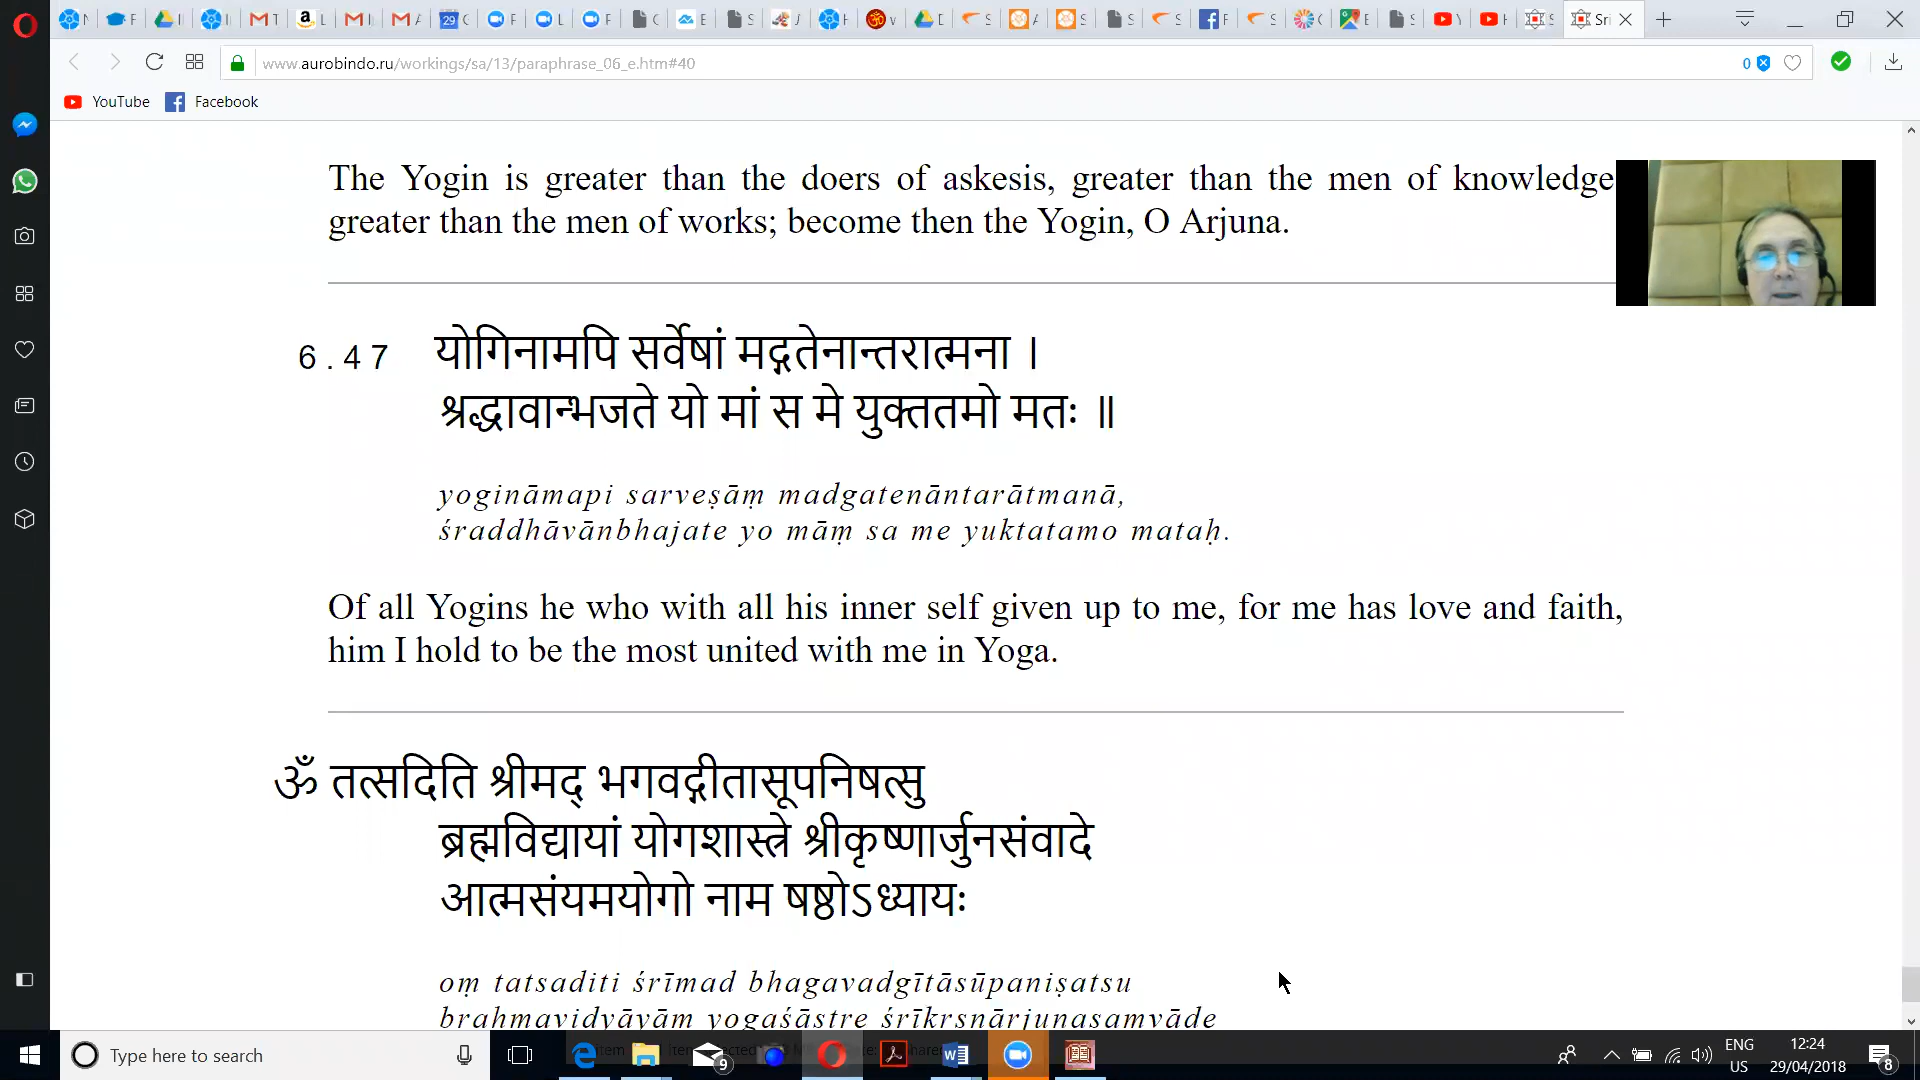 www.aurobindo.ru/workings/sa/13/paraphrase_06_e.htm#40
0
YouTube
Facebook
The Yogin is greater than the doers of askesis, greater than the men of knowledge
greater than the men of works; become then the Yogin, O Arjuna.
6.47
योगिनामपि सर्वेषां मद्गतेनान्तरात्मना ।
श्रद्धावान्भजते यो मां स मे युक्ततमो मतः ॥
yogināmapi sarveṣāṃ madgatenāntarātmanā,
śraddhāvānbhajate yo māṃ sa me yuktatamo mataḥ.
Of all Yogins he who with all his inner self given up to me, for me has love and faith,
him I hold to be the most united with me in Yoga.
ॐ तत्सदिति श्रीमद् भगवद्गीतासूपनिषत्सु
ब्रह्मविद्यायां योगशास्त्रे श्रीकृष्णार्जुनसंवादे
आत्मसंयमयोगो नाम षष्ठोऽध्यायः
oṃ tatsaditi śrīmad bhagavadgītāsūpaniṣatsu
brahmavidyāyāṃ yogaśāstre śrīkṛṣṇārjunasaṃvāde
Type here to search
9
ENG
US
12:24
29/04/2018
8